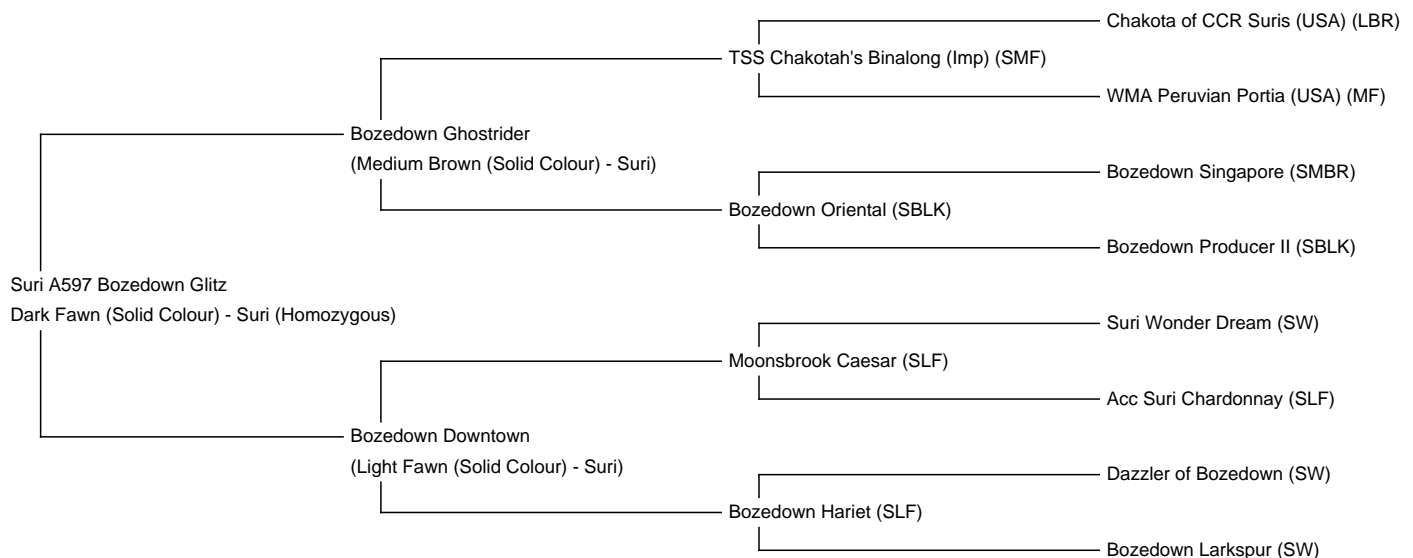 Chakota of CCR Suris (USA) (LBR)
TSS Chakotah's Binalong (Imp) (SMF)
WMA Peruvian Portia (USA) (MF)
Bozedown Ghostrider
(Medium Brown (Solid Colour) - Suri)
Bozedown Singapore (SMBR)
Bozedown Oriental (SBLK)
Bozedown Producer II (SBLK)
Suri A597 Bozedown Glitz
Dark Fawn (Solid Colour) - Suri (Homozygous)
Suri Wonder Dream (SW)
Moonsbrook Caesar (SLF)
Acc Suri Chardonnay (SLF)
Bozedown Downtown
(Light Fawn (Solid Colour) - Suri)
Dazzler of Bozedown (SW)
Bozedown Hariet (SLF)
Bozedown Larkspur (SW)